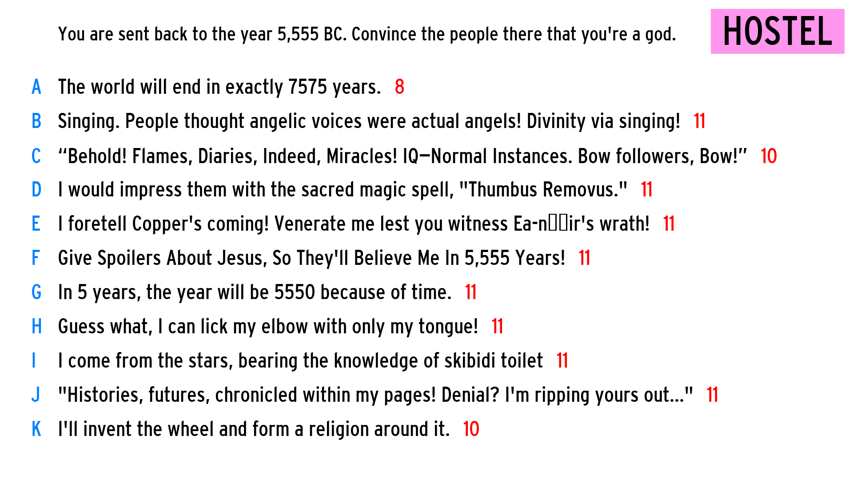 You are sent back to the year 5,555 BC. Convince the people there that you're a god.
HOSTEL
A The world will end in exactly 7575 years. 8
B Singing. People thought angelic voices were actual angels! Divinity via singing! 11
C “Behold! Flames, Diaries, Indeed, Miracles! IQ—Normal Instances. Bow followers, Bow!” 10
D I would impress them with the sacred magic spell, "Thumbus Removus." 11
E I foretell Copper's coming! Venerate me lest you witness Ea-n▯▯ir's wrath! 11
F Give Spoilers About Jesus, So They'll Believe Me In 5,555 Years! 11
G In 5 years, the year will be 5550 because of time. 11
H Guess what, I can lick my elbow with only my tongue! 11
I I come from the stars, bearing the knowledge of skibidi toilet 11
J "Histories, futures, chronicled within my pages! Denial? I'm ripping yours out..." 11
K I'll invent the wheel and form a religion around it. 10